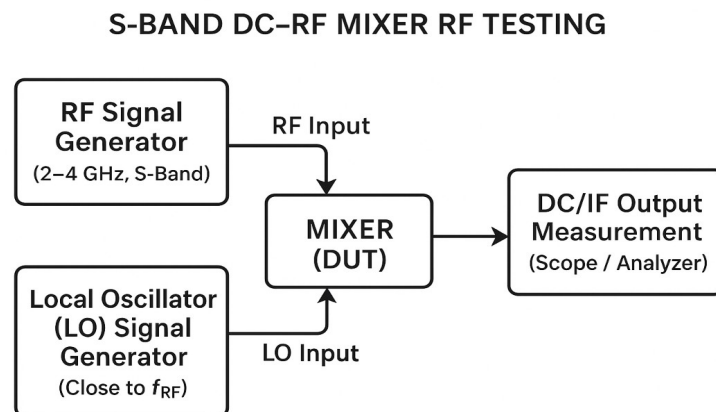 S-BAND DC–RF MIXER RF TESTING
RF Signal
Generator
(2–4 GHz, S-Band)
RF Input
MIXER
(DUT)
DC/IF Output
Measurement
(Scope / Analyzer)
Local Oscillator
(LO) Signal
Generator
(Close to fRF)
LO Input